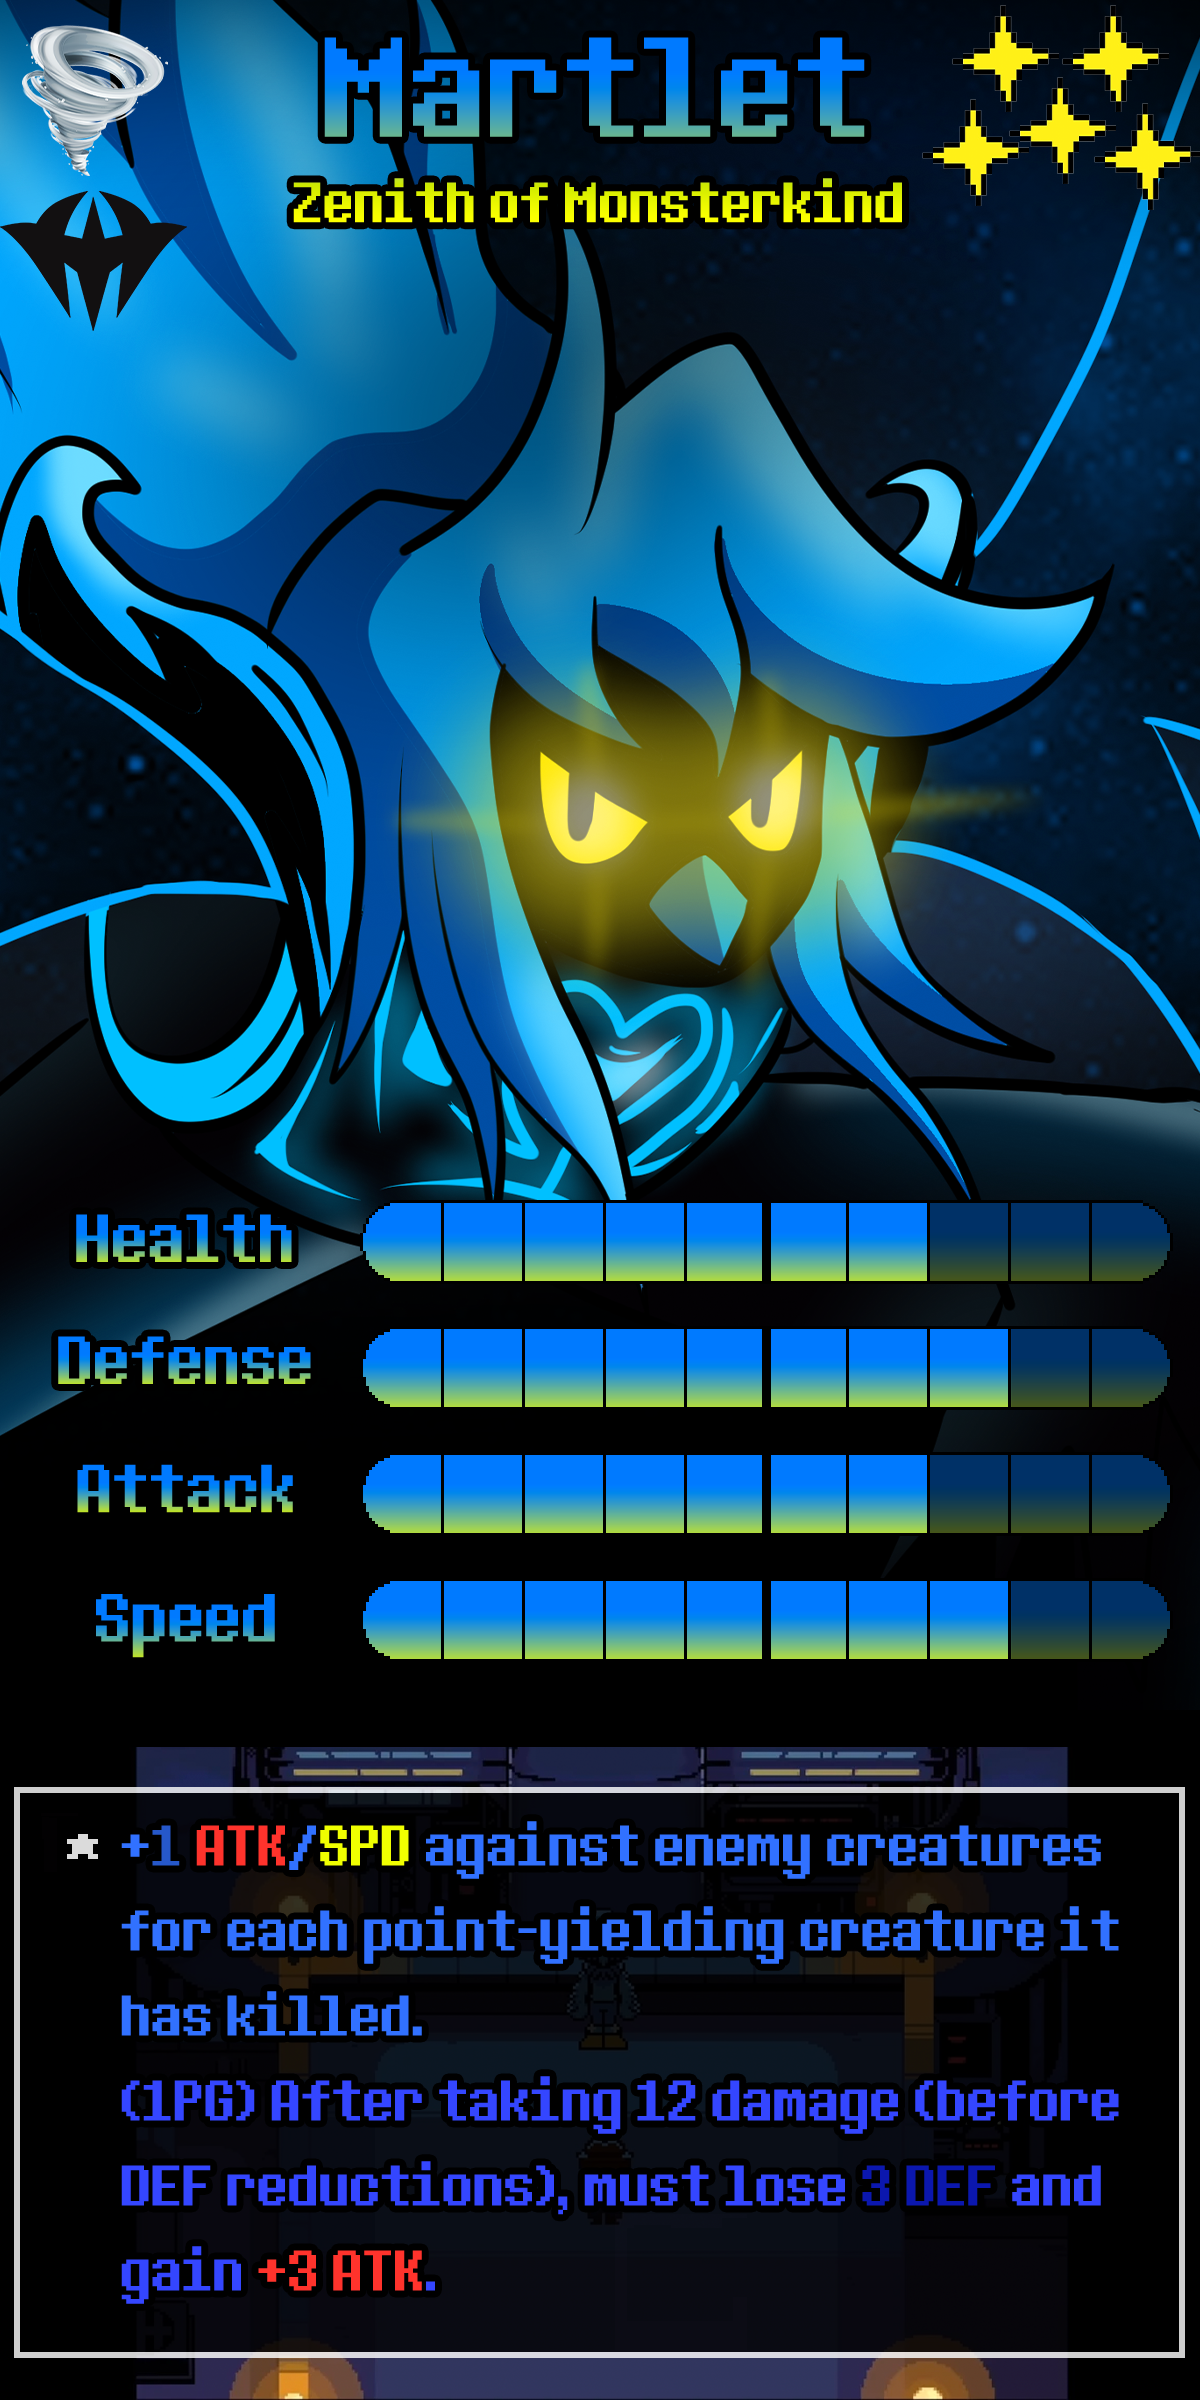 Martlet
Zenith of Monsterkind
Health
Defense
Attack
Speed
* +1 ATK/SPD against enemy creatures
for each point-yielding creature it
has killed.
(1PG) After taking 12 damage (before
DEF reductions), must lose 3 DEF and
gain +3 ATK.